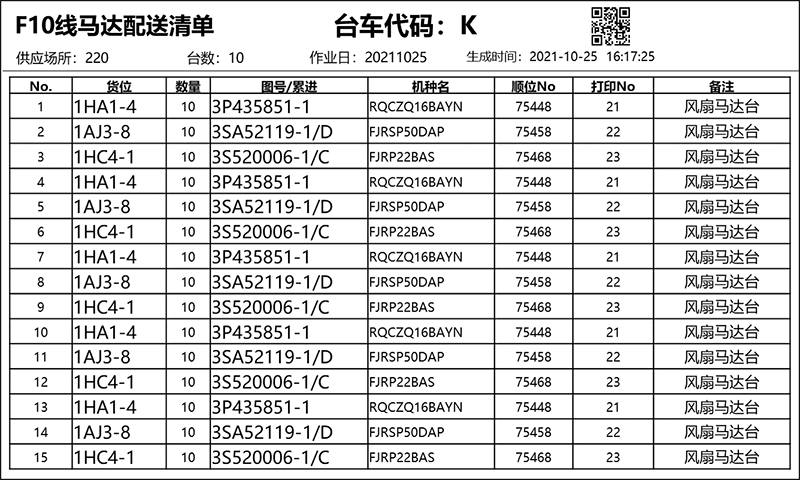 F10线马达配送清单 台车代码：K
供应场所：220 台数：10 作业日：20211025 生成时间：2021-10-25 16:17:25
No. 货位 数量 图号/累进 机种名 顺位No 打印No 备注
1 1HA1-4 10 3P435851-1 RQCZQ16BAYN 75448 21 风扇马达台
2 1AJ3-8 10 3SA52119-1/D FJRSP50DAP 75458 22 风扇马达台
3 1HC4-1 10 3S520006-1/C FJRP22BAS 75468 23 风扇马达台
4 1HA1-4 10 3P435851-1 RQCZQ16BAYN 75448 21 风扇马达台
5 1AJ3-8 10 3SA52119-1/D FJRSP50DAP 75458 22 风扇马达台
6 1HC4-1 10 3S520006-1/C FJRP22BAS 75468 23 风扇马达台
7 1HA1-4 10 3P435851-1 RQCZQ16BAYN 75448 21 风扇马达台
8 1AJ3-8 10 3SA52119-1/D FJRSP50DAP 75458 22 风扇马达台
9 1HC4-1 10 3S520006-1/C FJRP22BAS 75468 23 风扇马达台
10 1HA1-4 10 3P435851-1 RQCZQ16BAYN 75448 21 风扇马达台
11 1AJ3-8 10 3SA52119-1/D FJRSP50DAP 75458 22 风扇马达台
12 1HC4-1 10 3S520006-1/C FJRP22BAS 75468 23 风扇马达台
13 1HA1-4 10 3P435851-1 RQCZQ16BAYN 75448 21 风扇马达台
14 1AJ3-8 10 3SA52119-1/D FJRSP50DAP 75458 22 风扇马达台
15 1HC4-1 10 3S520006-1/C FJRP22BAS 75468 23 风扇马达台